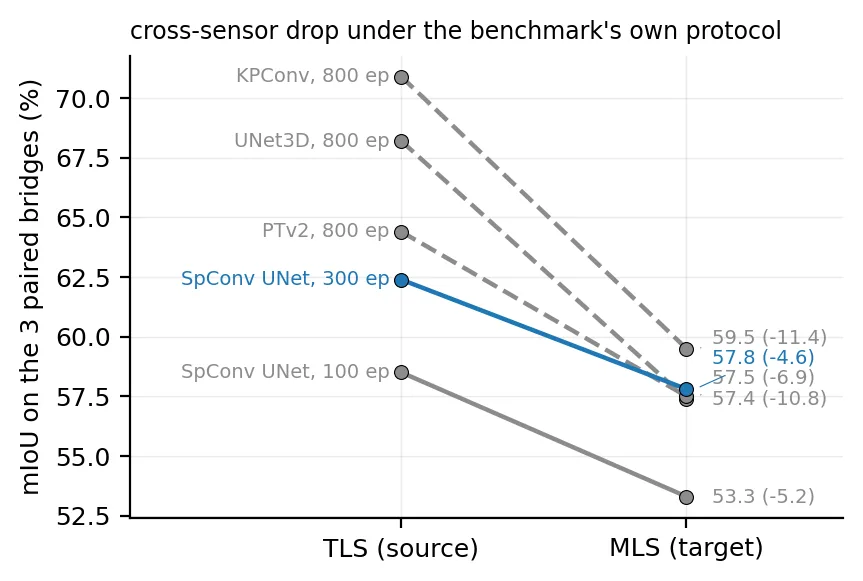 cross-sensor drop under the benchmark's own protocol
mIoU on the 3 paired bridges (%)
70.0
67.5
65.0
62.5
60.0
57.5
55.0
52.5
KPConv, 800 ep
UNet3D, 800 ep
PTv2, 800 ep
SpConv UNet, 300 ep
SpConv UNet, 100 ep
59.5 (-11.4)
57.8 (-4.6)
57.5 (-6.9)
57.4 (-10.8)
53.3 (-5.2)
TLS (source)
MLS (target)